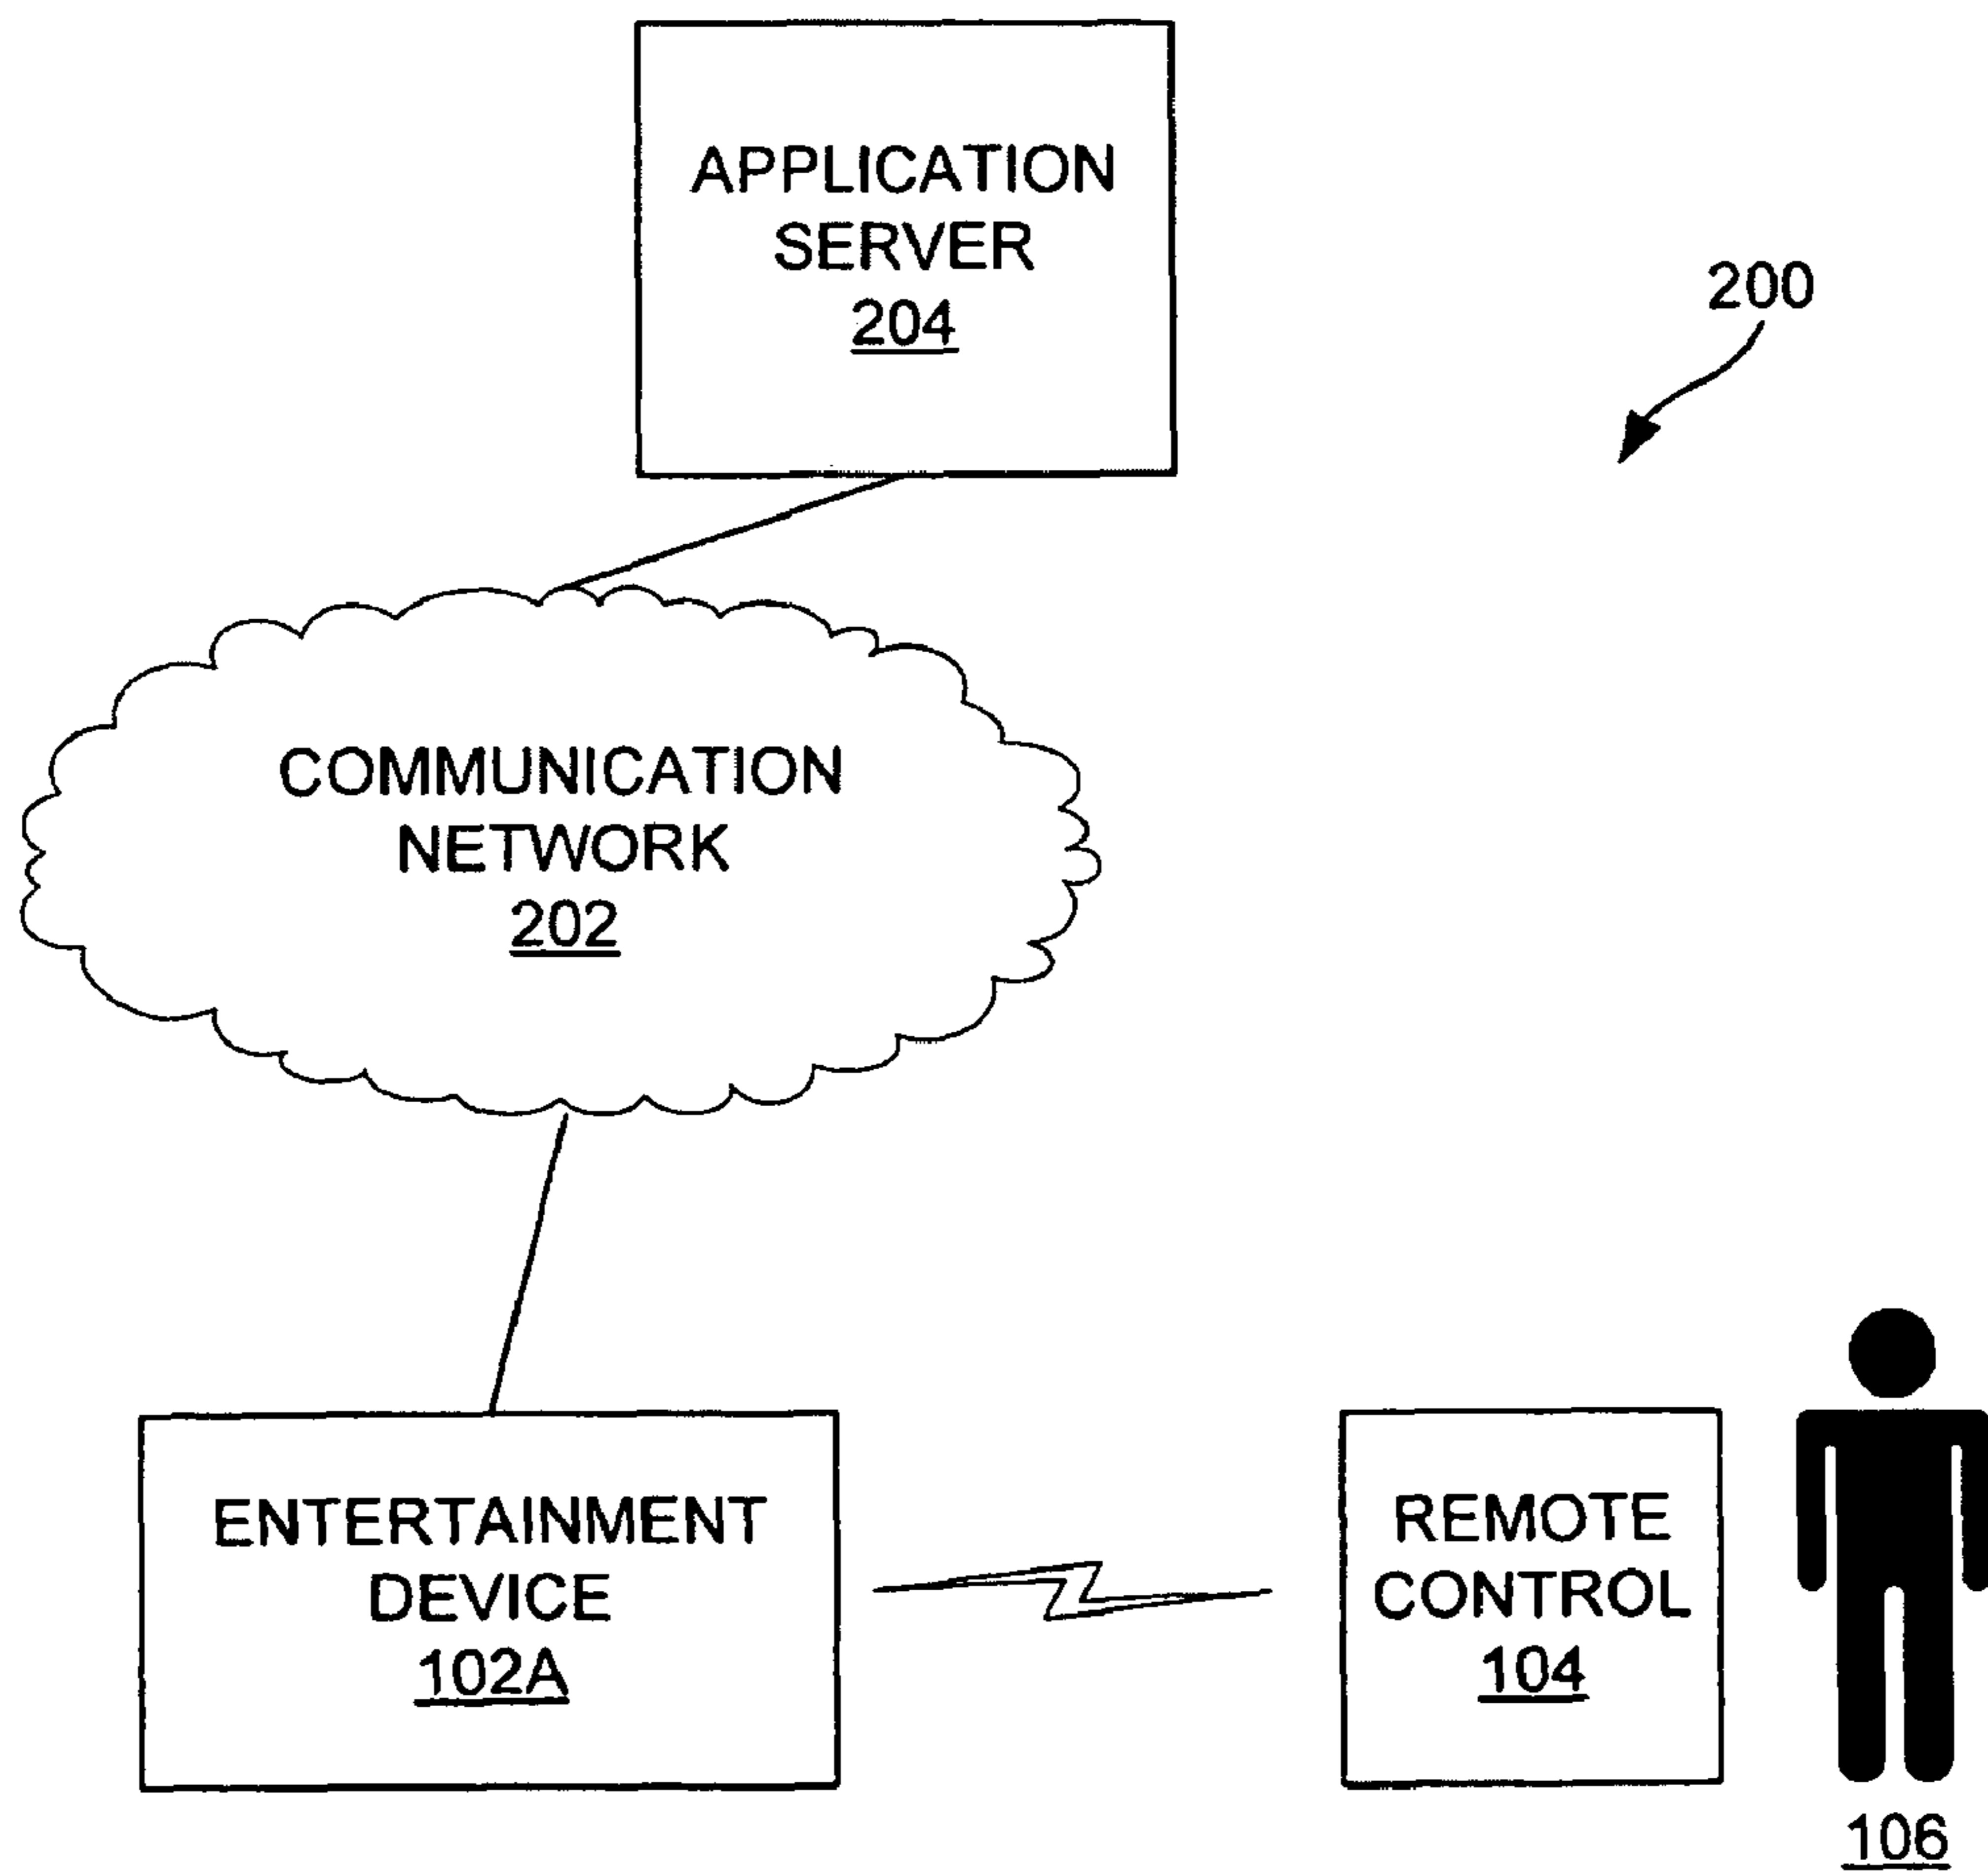 APPLICATION
SERVER
204
200
COMMUNICATION
NETWORK
202
ENTERTAINMENT
DEVICE
102A
REMOTE
CONTROL
104
106